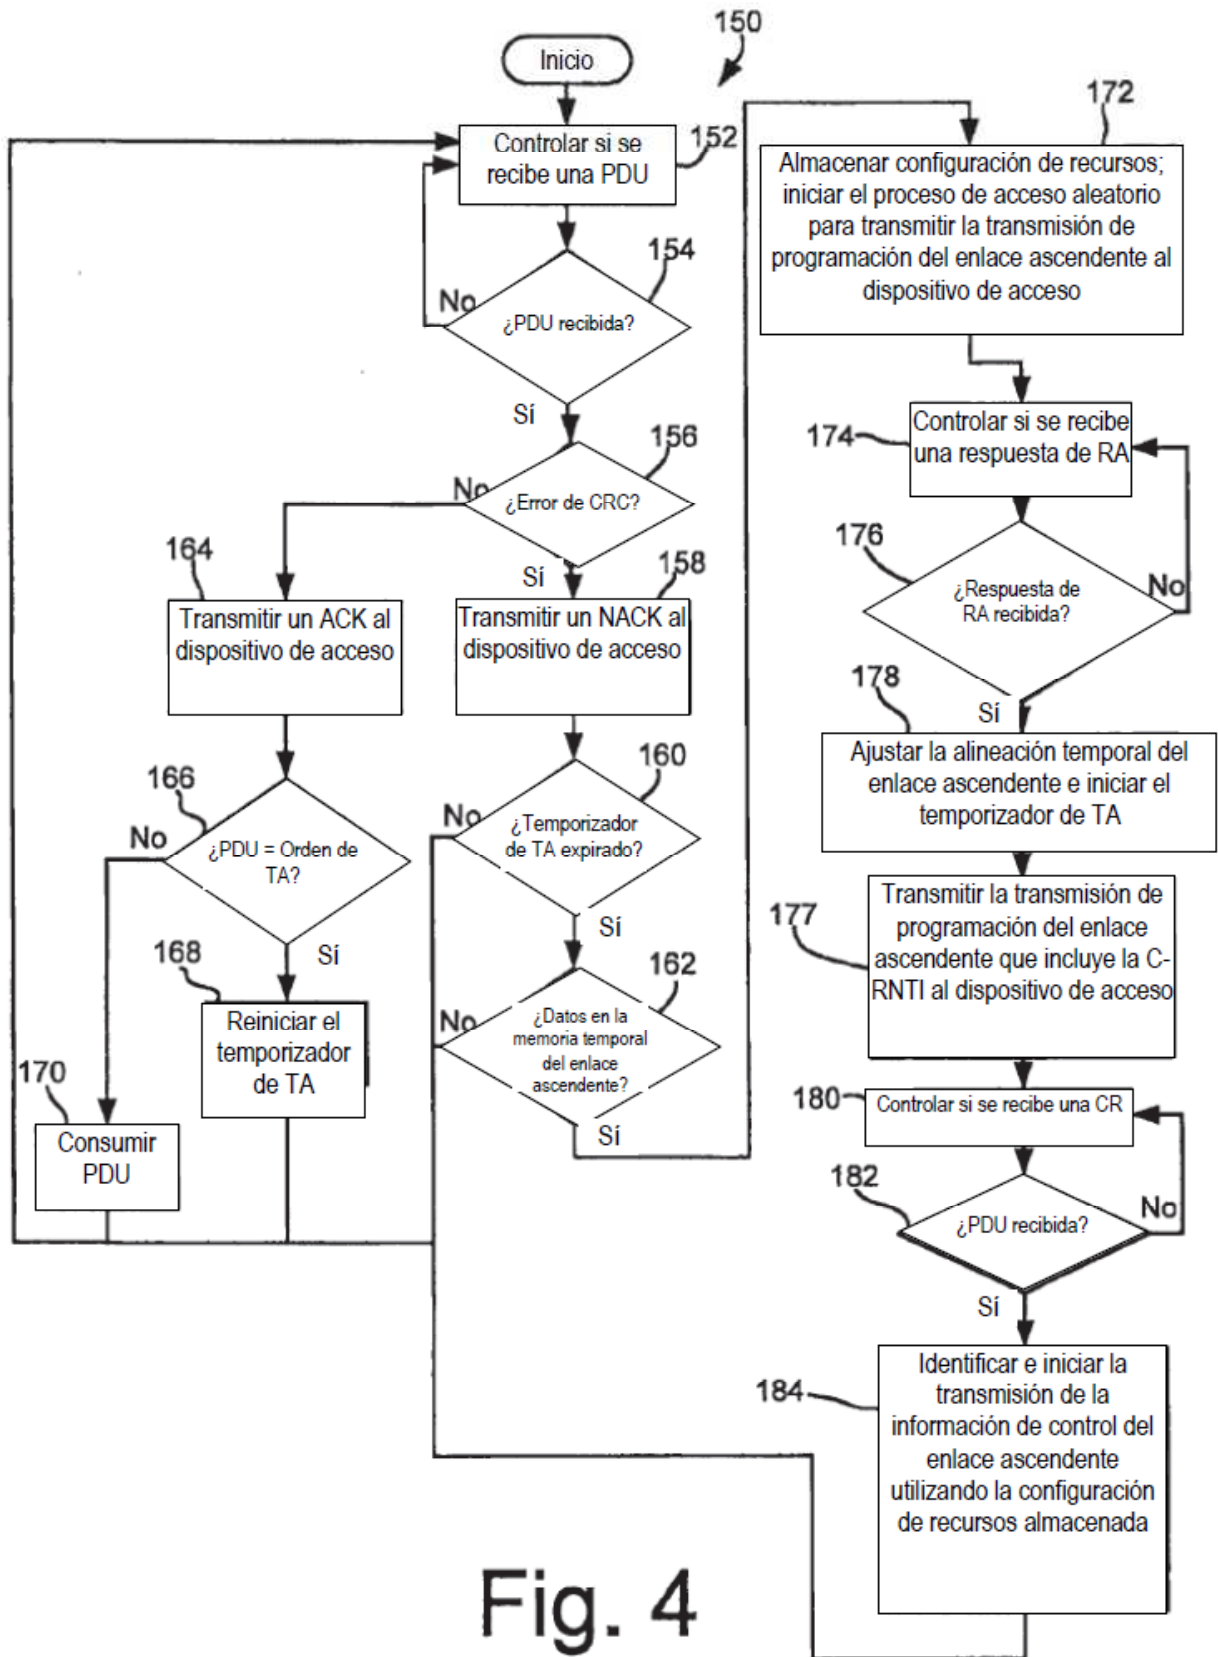 150
Inicio
152
Controlar si se
recibe una PDU
154
No
¿PDU recibida?
Sí
156
No
¿Error de CRC?
Sí
164
Transmitir un ACK al
dispositivo de acceso
158
Transmitir un NACK al
dispositivo de acceso
166
No
¿PDU = Orden de
TA?
Sí
160
No
¿Temporizador
de TA expirado?
Sí
168
Reiniciar el
temporizador
de TA
162
No
¿Datos en la
memoria temporal
del enlace
ascendente?
Sí
170
Consumir
PDU
172
Almacenar configuración de recursos;
iniciar el proceso de acceso aleatorio
para transmitir la transmisión de
programación del enlace ascendente al
dispositivo de acceso
174
Controlar si se recibe
una respuesta de RA
176
¿Respuesta de
RA recibida?
No
Sí
178
Ajustar la alineación temporal del
enlace ascendente e iniciar el
temporizador de TA
177
Transmitir la transmisión de
programación del enlace
ascendente que incluye la C-
RNTI al dispositivo de acceso
180
Controlar si se recibe una CR
182
¿PDU recibida?
No
Sí
184
Identificar e iniciar la
transmisión de la
información de control del
enlace ascendente
utilizando la configuración
de recursos almacenada
Fig. 4